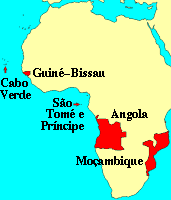 Guiné-Bissau
Cabo
Verde
São
Tomé e
Príncipe
Angola
Moçambique